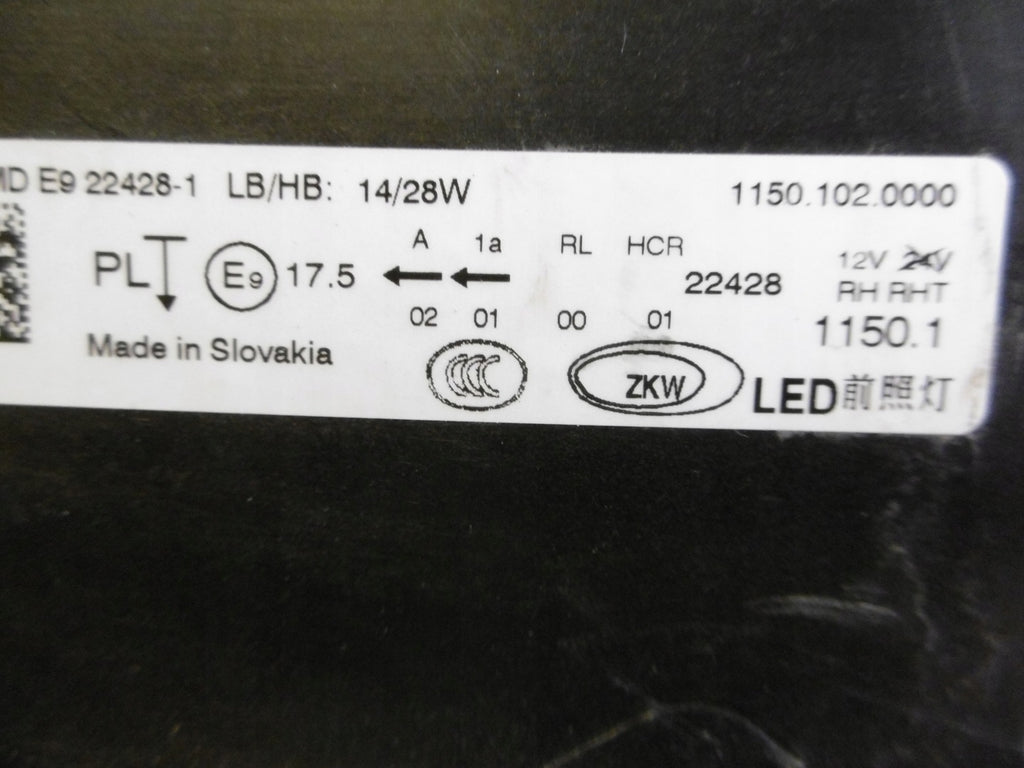 MD E9 22428-1 LB/HB: 14/28W 1150.102.0000
A 1a RL HCR
PL E9 17.5 22428 12V 24V
RH RHT
02 01 00 01 1150.1
Made in Slovakia
CCC ZKW LED前照灯